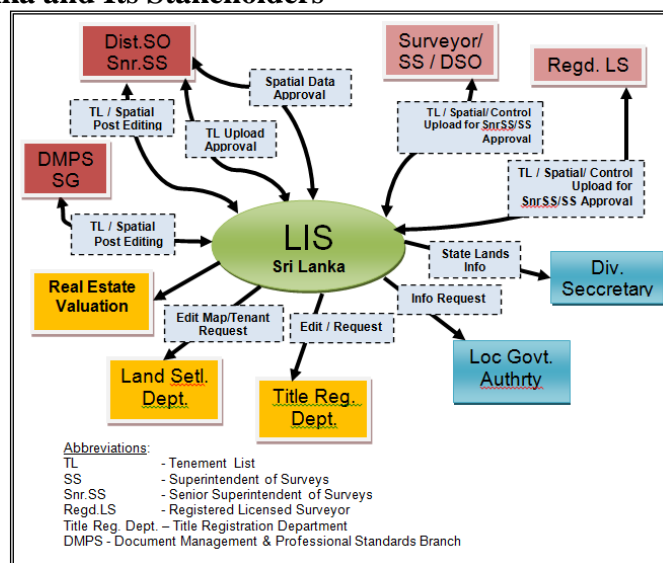 ka and Its Stakeholders
Dist.SO
Snr.SS
Surveyor/
SS / DSO
Regd. LS
Spatial Data
Approval
TL / Spatial
Post Editing
TL Upload
Approval
TL / Spatial/ Control
Upload for SnrSS/SS
Approval
DMPS
SG
TL / Spatial/ Control
Upload for
SnrSS/SS Approval
TL / Spatial
Post Editing
LIS
Sri Lanka
State Lands
Info
Real Estate
Valuation
Div.
Seccretary
Info Request
Edit Map/Tenant
Request
Edit / Request
Land Setl.
Dept.
Title Reg.
Dept.
Loc Govt.
Authrty
Abbreviations:
TL - Tenement List
SS - Superintendent of Surveys
Snr.SS - Senior Superintendent of Surveys
Regd.LS - Registered Licensed Surveyor
Title Reg. Dept. – Title Registration Department
DMPS - Document Management & Professional Standards Branch